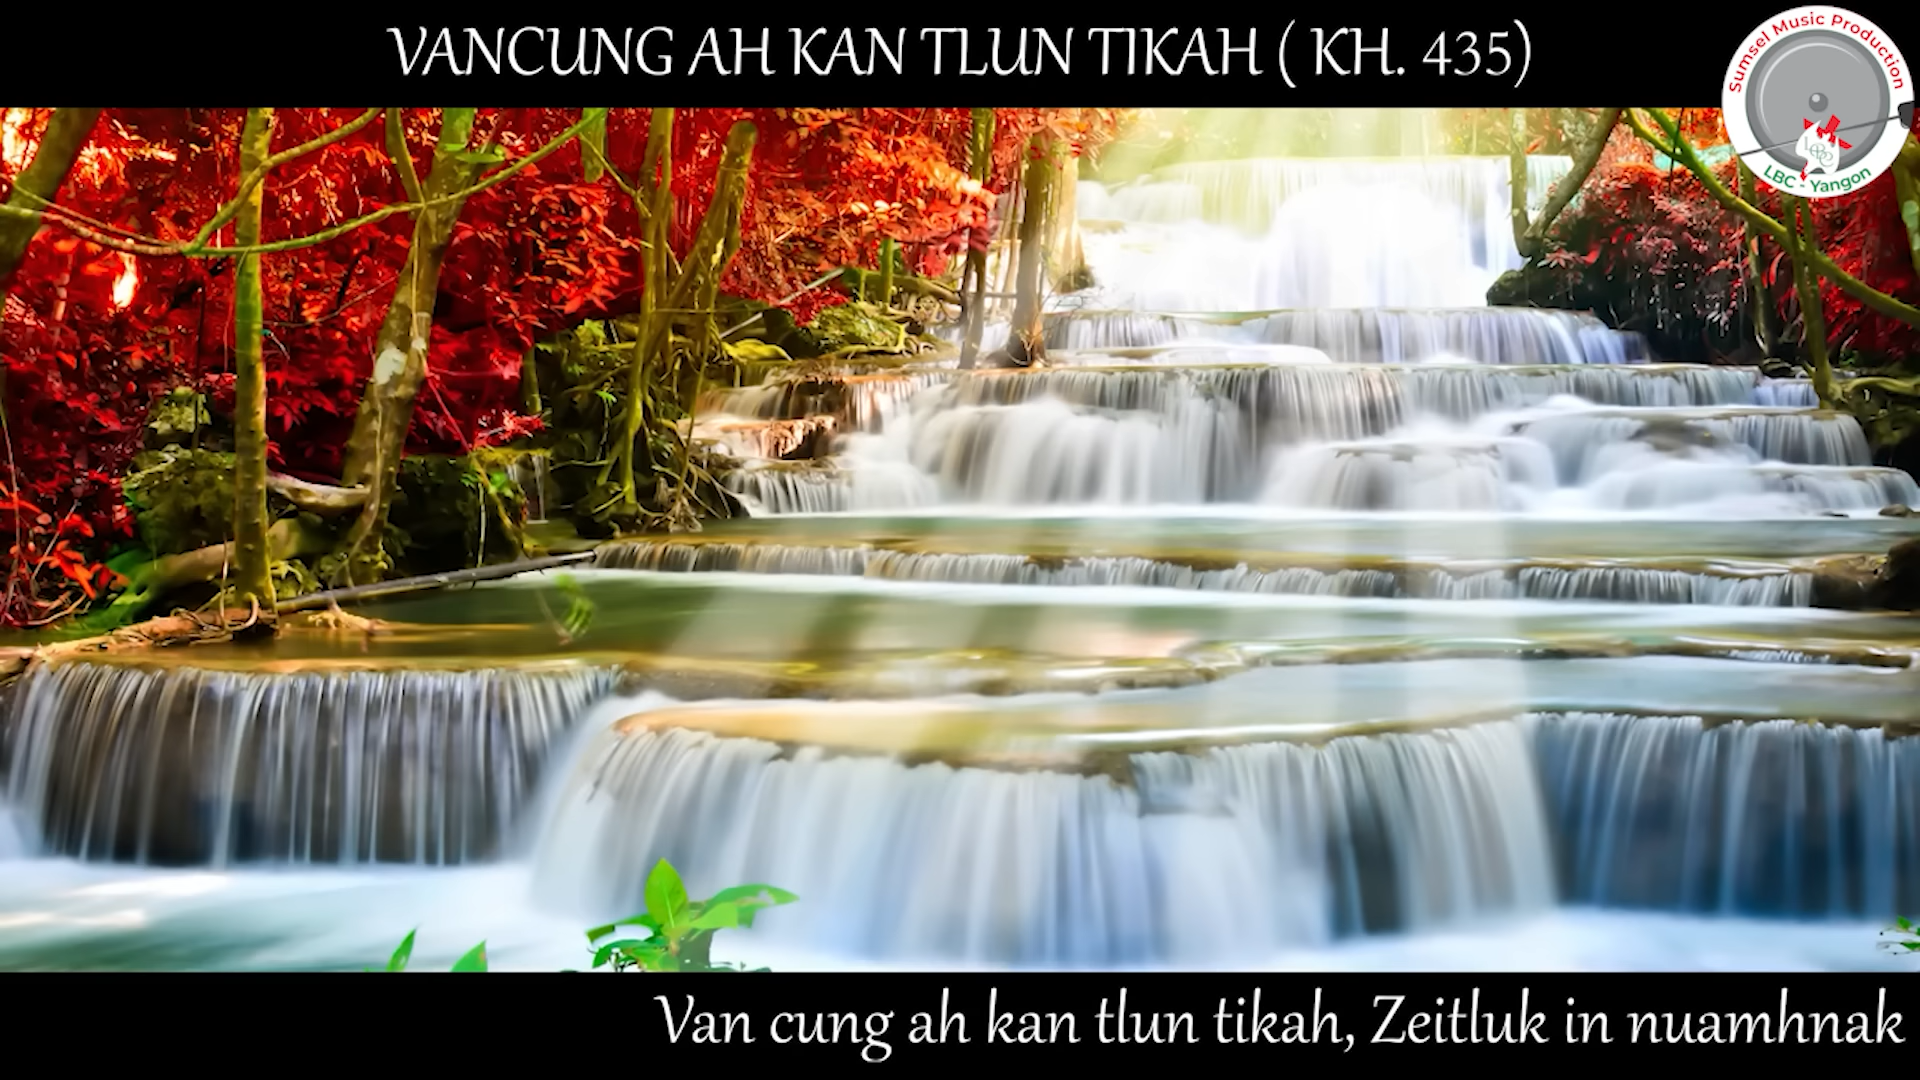 VANCUNG AH KAN TLUN TIKAH ( KH. 435)
Sumsel Music Production
LBC - Yangon
Van cung ah kan tlun tikah, Zeitluk in nuamhnak